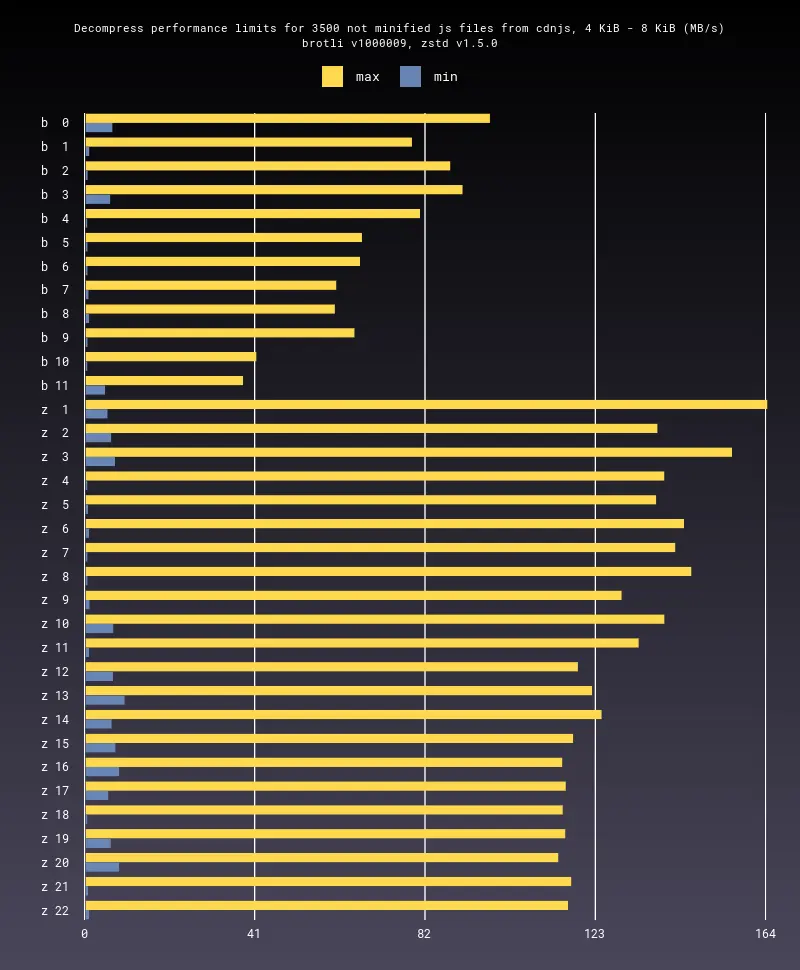 Decompress performance limits for 3500 not minified js files from cdnjs, 4 KiB - 8 KiB (MB/s)
brotli v1000009, zstd v1.5.0
max min
b 0
b 1
b 2
b 3
b 4
b 5
b 6
b 7
b 8
b 9
b 10
b 11
z 1
z 2
z 3
z 4
z 5
z 6
z 7
z 8
z 9
z 10
z 11
z 12
z 13
z 14
z 15
z 16
z 17
z 18
z 19
z 20
z 21
z 22
0 41 82 123 164